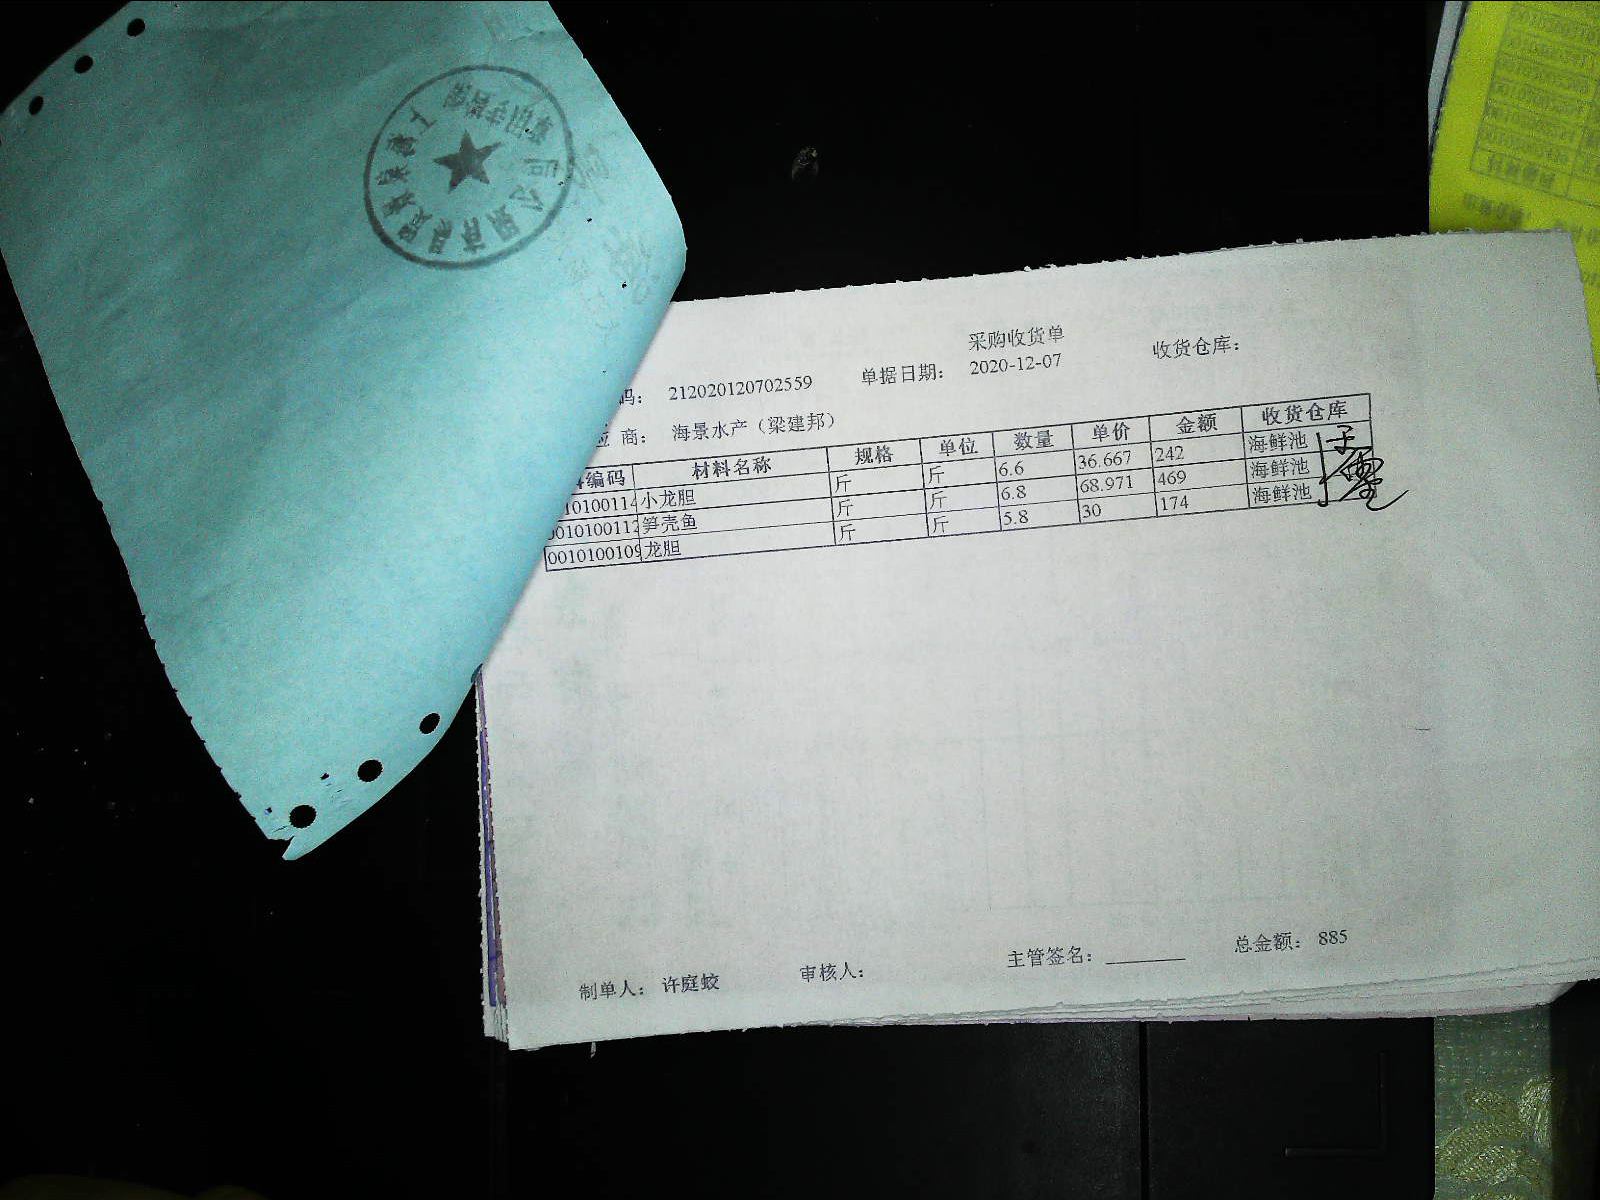 采购收货单
码： 212020120702559 单据日期： 2020-12-07 收货仓库：
商： 海景水产（梁建邦）
编码 材料名称 规格 单位 数量 单价 金额 收货仓库
10100114 小龙胆 斤 斤 6.6 36.667 242 海鲜池
0010100112 笋壳鱼 斤 斤 6.8 68.971 469 海鲜池
0010100109 龙胆 斤 斤 5.8 30 174 海鲜池
制单人： 许庭蛟 审核人： 主管签名： 总金额： 885